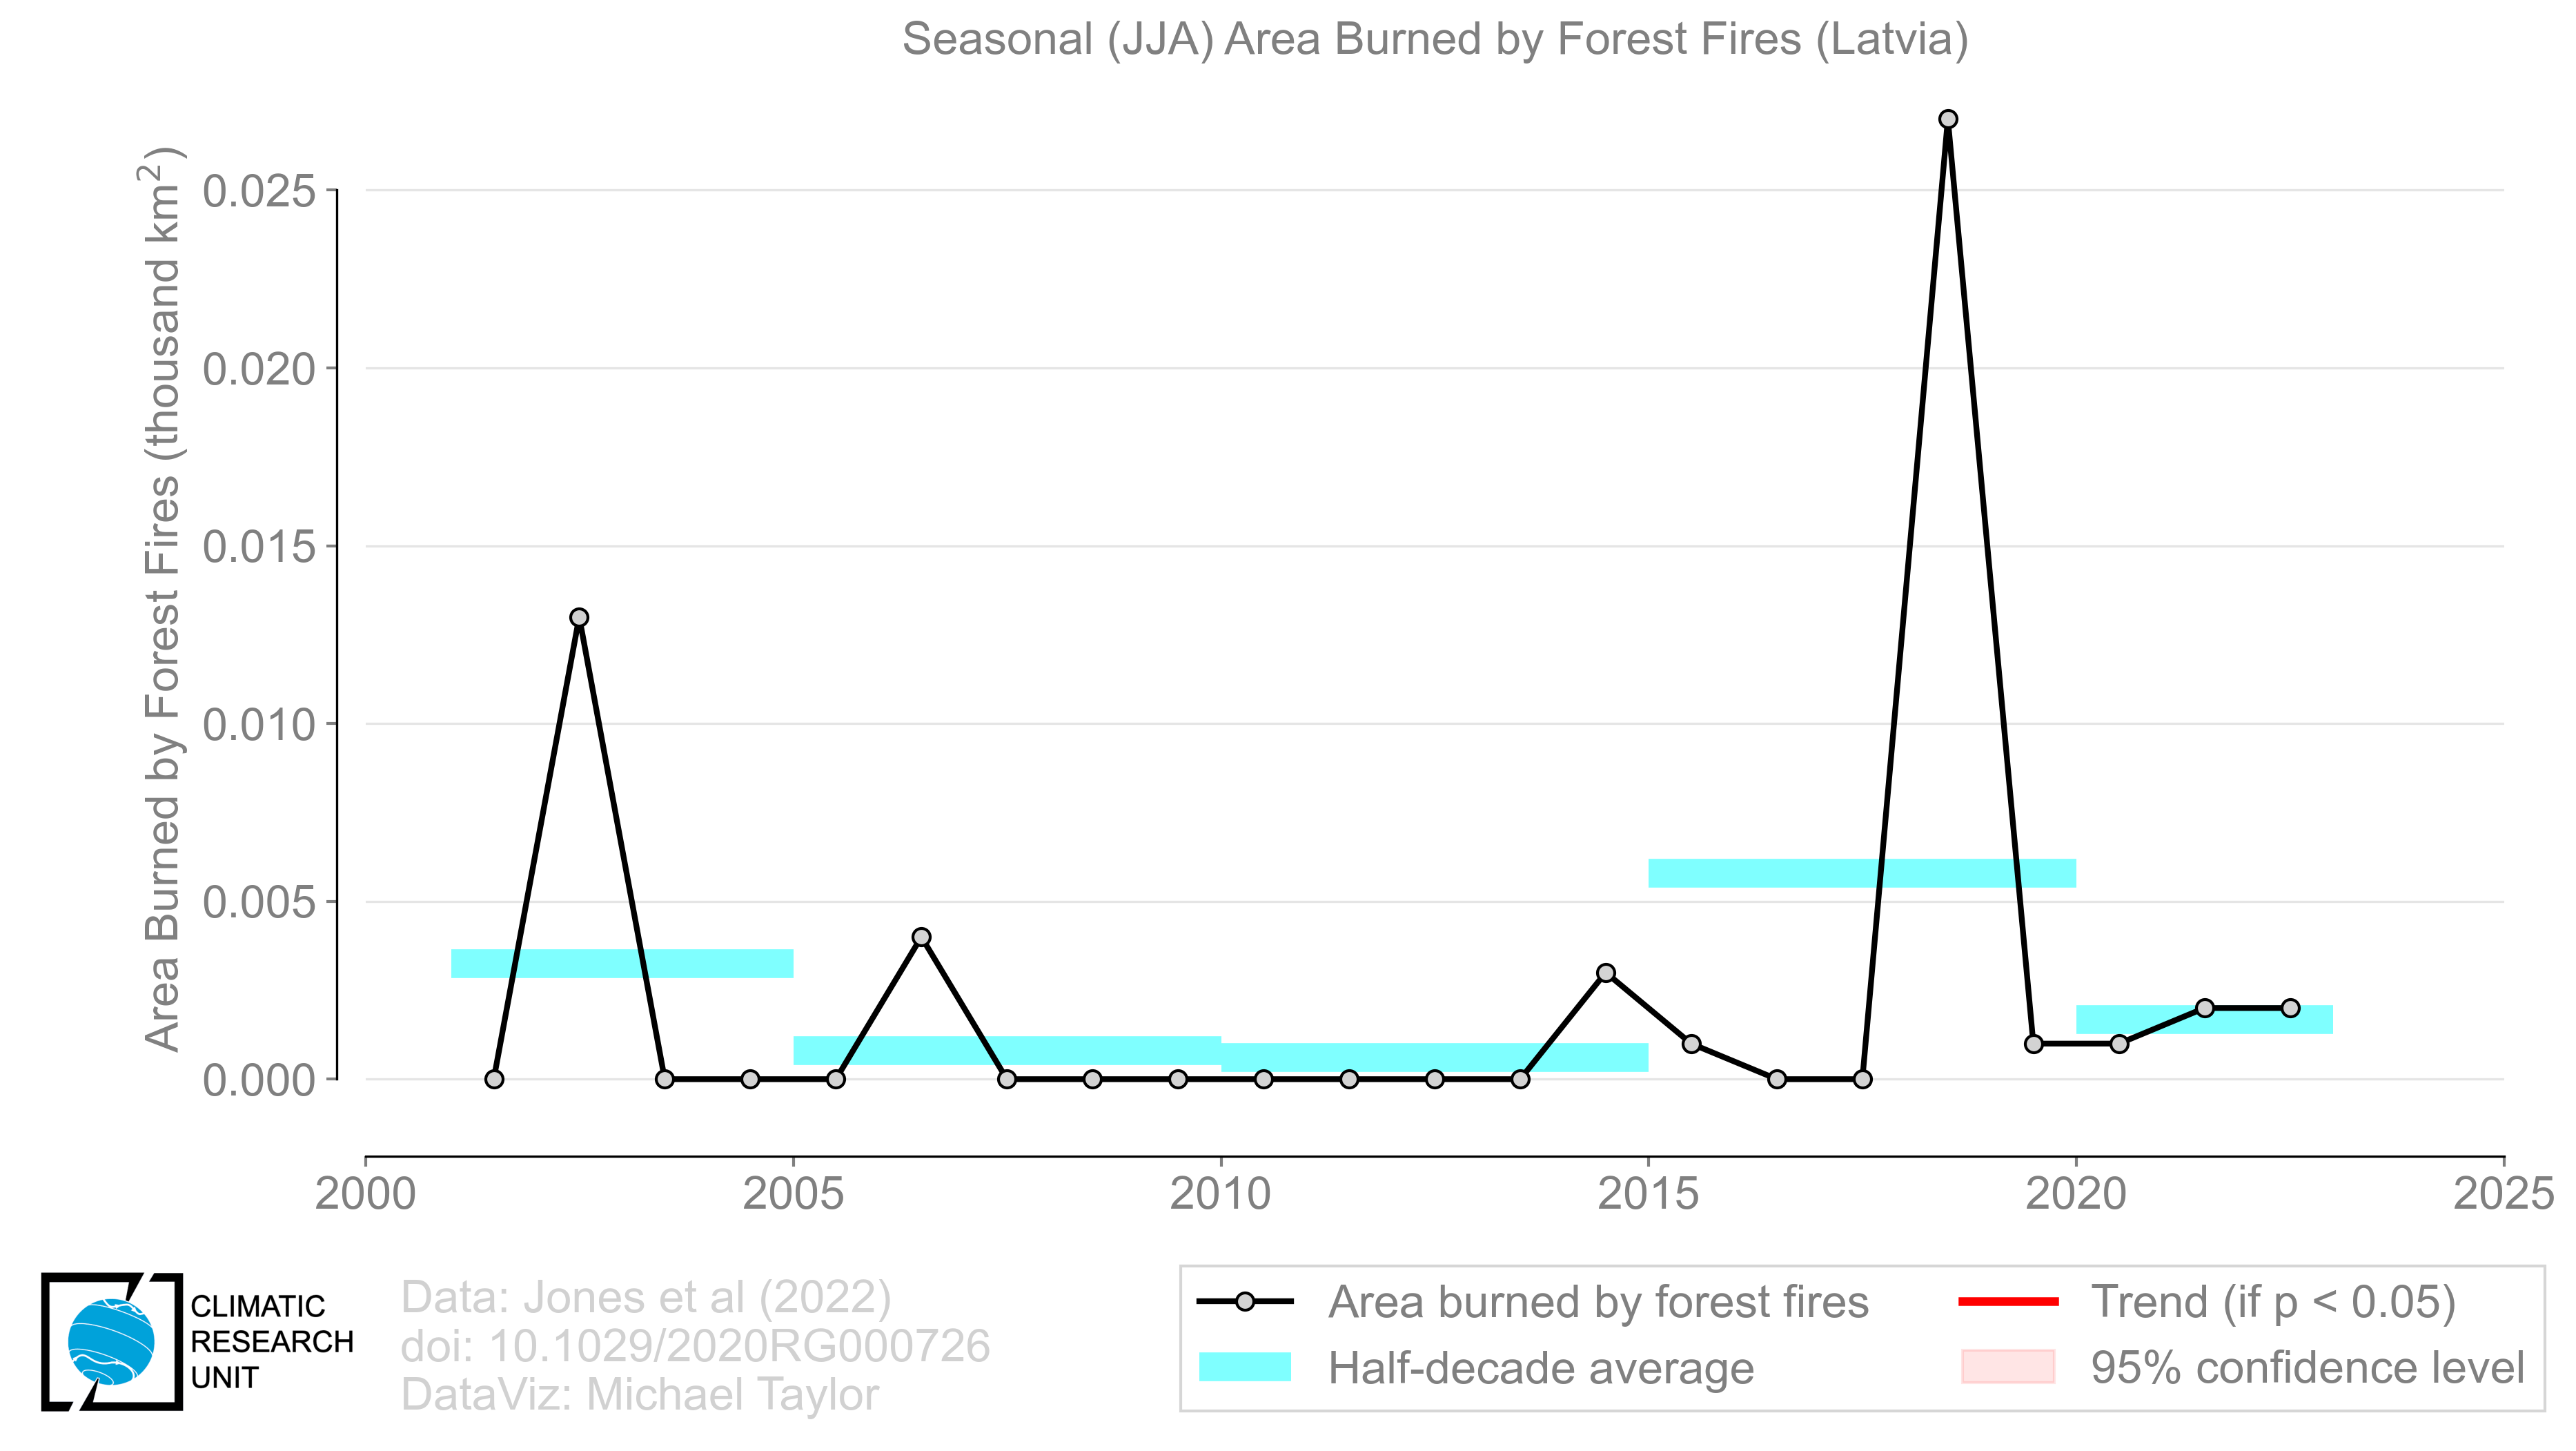 Seasonal (JJA) Area Burned by Forest Fires (Latvia)
Area Burned by Forest Fires (thousand km²)
0.025
0.020
0.015
0.010
0.005
0.000
2000
2005
2010
2015
2020
2025
CLIMATIC
RESEARCH
UNIT
Data: Jones et al (2022)
doi: 10.1029/2020RG000726
DataViz: Michael Taylor
Area burned by forest fires
Half-decade average
Trend (if p < 0.05)
95% confidence level